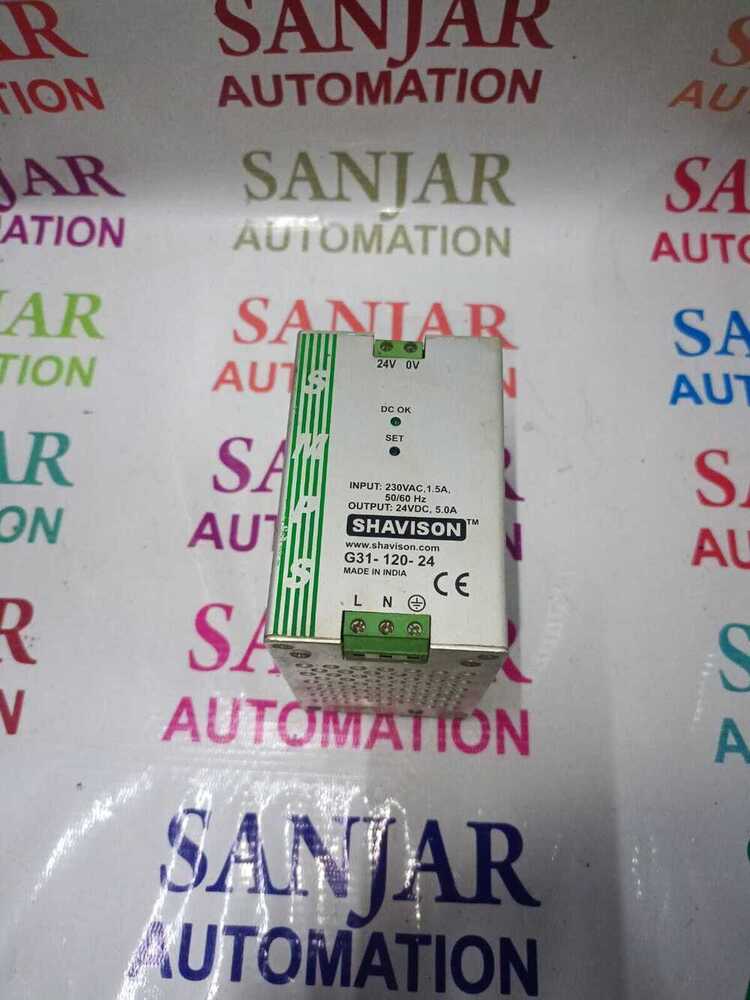 SANJAR
AUTOMATION
SANJAR
AUTOMATION
SANJAR
SMPS
24V 0V
DC OK
SET
INPUT: 230VAC,1.5A,
50/60 Hz
OUTPUT: 24VDC, 5.0A
SHAVISON™
www.shavison.com
G31- 120- 24
MADE IN INDIA
CE
L N
AUTOMATION
SANJAR
AUTOMATION